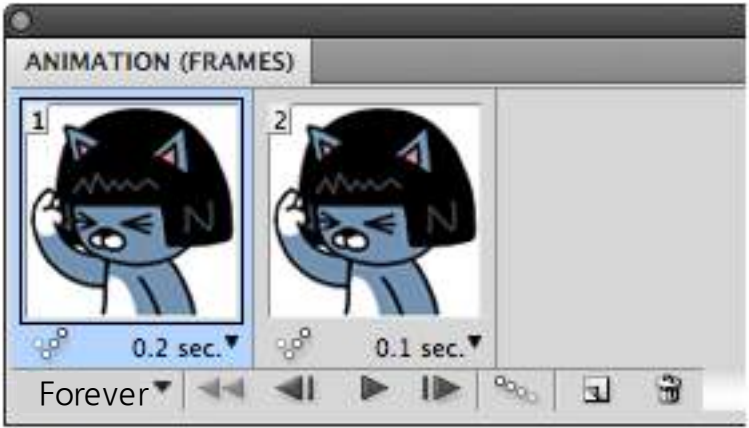 ANIMATION (FRAMES)
1
2
0.2 sec.
0.1 sec.
Forever